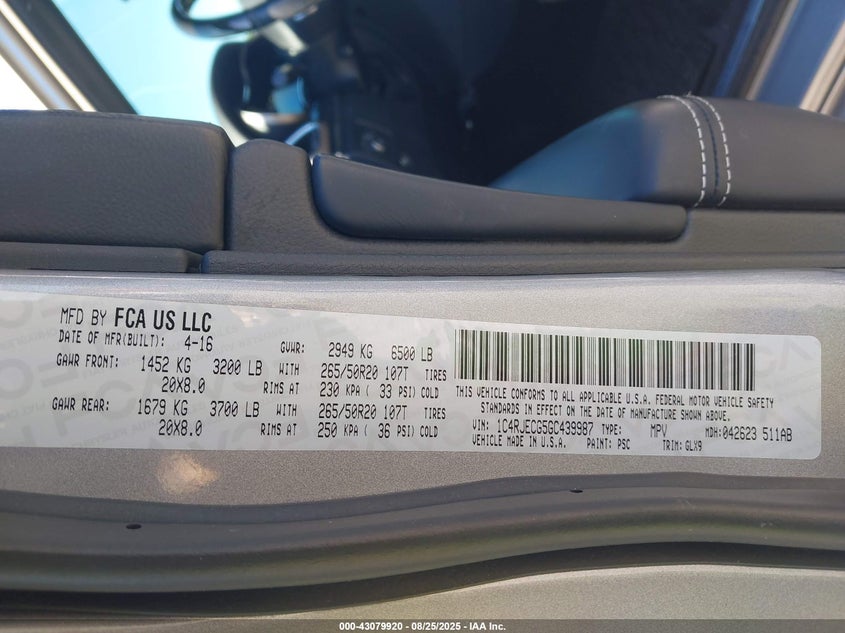 MFD BY FCA US LLC
DATE OF MFR(BUILT): 4-16 GVWR: 2949 KG 6500 LB
GAWR FRONT: 1452 KG 3200 LB WITH 265/50R20 107T TIRES
20X8.0 RIMS AT 230 KPA ( 33 PSI) COLD
GAWR REAR: 1679 KG 3700 LB WITH 265/50R20 107T TIRES
20X8.0 RIMS AT 250 KPA ( 36 PSI) COLD
THIS VEHICLE CONFORMS TO ALL APPLICABLE U.S.A. FEDERAL MOTOR VEHICLE SAFETY
STANDARDS IN EFFECT ON THE DATE OF MANUFACTURE SHOWN ABOVE.
VIN: 1C4RJECG5GC439987 TYPE: MPV MDH: 042623 511AB
VEHICLE MADE IN U.S.A. PAINT: PSC TRIM: GLX9
000-43079920 - 08/25/2025 - IAA Inc.